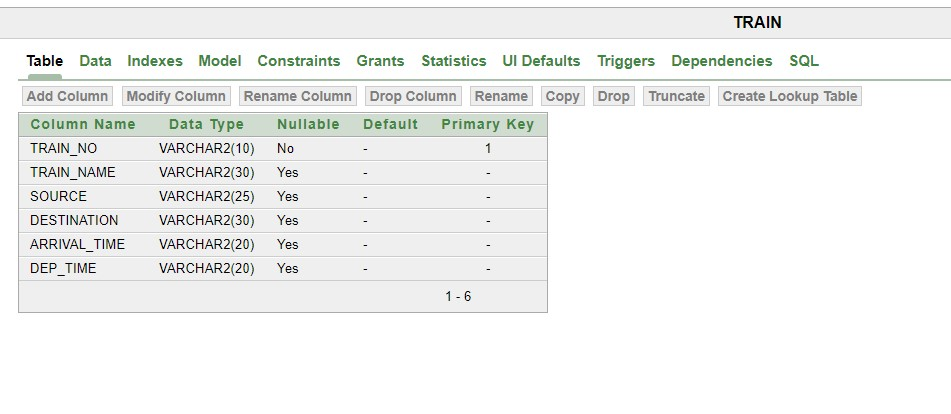 TRAIN
Table Data Indexes Model Constraints Grants Statistics UI Defaults Triggers Dependencies SQL
Add Column Modify Column Rename Column Drop Column Rename Copy Drop Truncate Create Lookup Table
Column Name Data Type Nullable Default Primary Key
TRAIN_NO VARCHAR2(10) No - 1
TRAIN_NAME VARCHAR2(30) Yes - -
SOURCE VARCHAR2(25) Yes - -
DESTINATION VARCHAR2(30) Yes - -
ARRIVAL_TIME VARCHAR2(20) Yes - -
DEP_TIME VARCHAR2(20) Yes - -
1 - 6